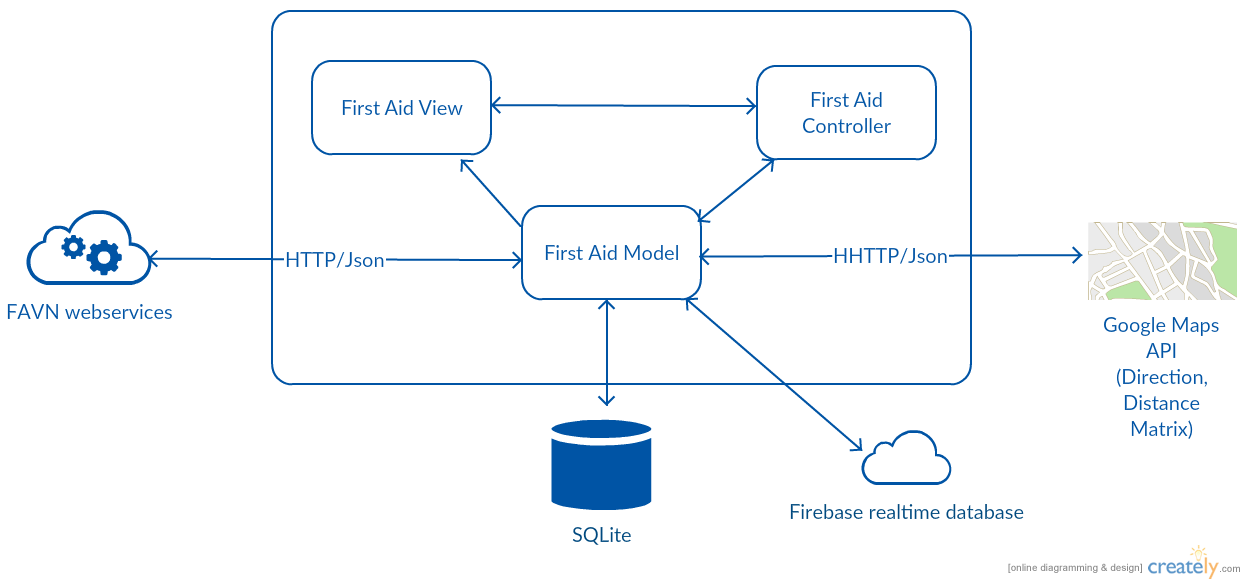 First Aid View
First Aid
Controller
First Aid Model
HTTP/Json
HHTTP/Json
FAVN webservices
Google Maps
API
(Direction,
Distance
Matrix)
SQLite
Firebase realtime database
[online diagramming & design] creately.com